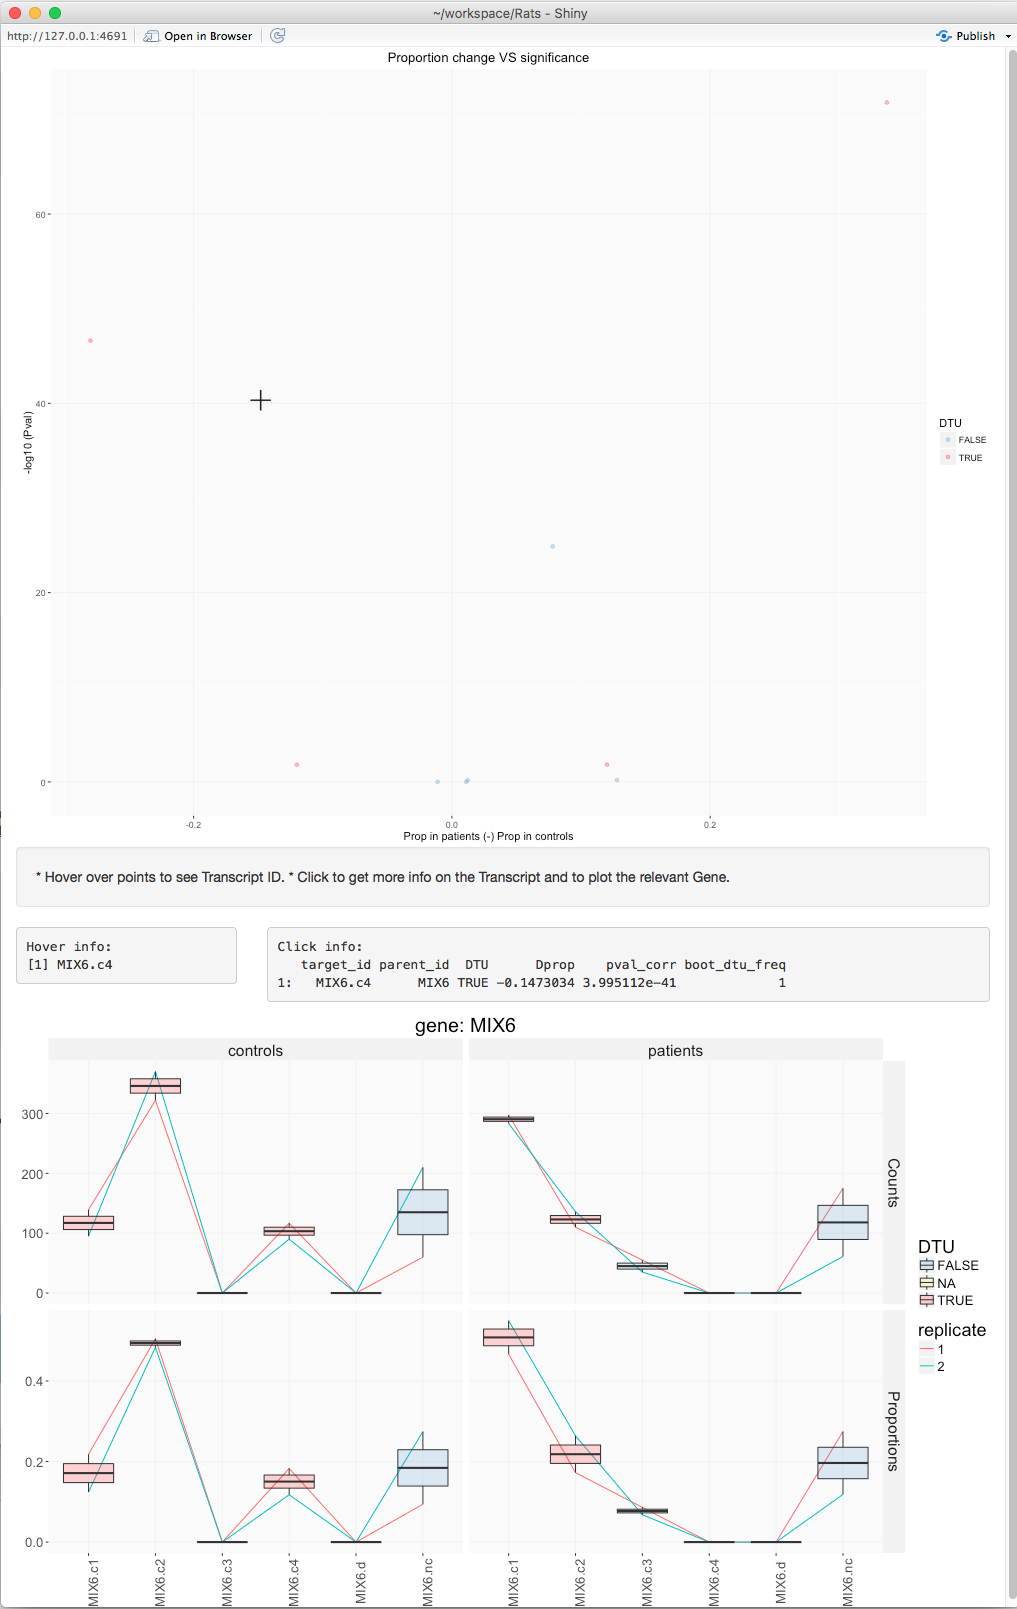 ~/workspace/Rats - Shiny
http://127.0.0.1:4691 Open in Browser Publish
Proportion change VS significance
60
40
20
0
-log10 (Pval)
-0.2 0.0 0.2
Prop in patients (-) Prop in controls
DTU
FALSE
TRUE
* Hover over points to see Transcript ID. * Click to get more info on the Transcript and to plot the relevant Gene.
Hover info:
[1] MIX6.c4
Click info:
target_id parent_id DTU Dprop pval_corr boot_dtu_freq
1: MIX6.c4 MIX6 TRUE -0.1473034 3.995112e-41 1
gene: MIX6
controls patients
300
200
100
0
Counts
0.4
0.2
0.0
Proportions
MIX6.c1 MIX6.c2 MIX6.c3 MIX6.c4 MIX6.d MIX6.nc MIX6.c1 MIX6.c2 MIX6.c3 MIX6.c4 MIX6.d MIX6.nc
DTU
FALSE
NA
TRUE
replicate
1
2